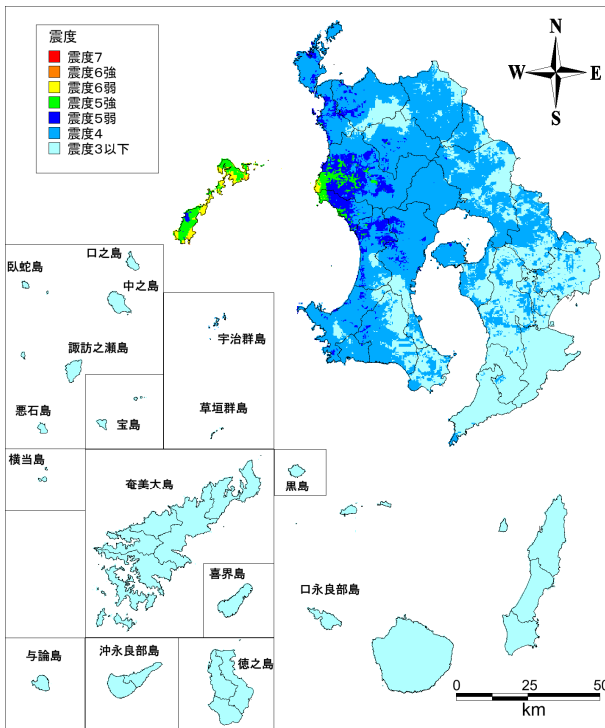 震度
震度7
震度6強
震度6弱
震度5強
震度5弱
震度4
震度3以下
N
W E
S
口之島
臥蛇島
中之島
諏訪之瀬島
宇治群島
悪石島
宝島
草垣群島
横当島
奄美大島
黒島
喜界島
口永良部島
与論島
沖永良部島
徳之島
0 25 50
km